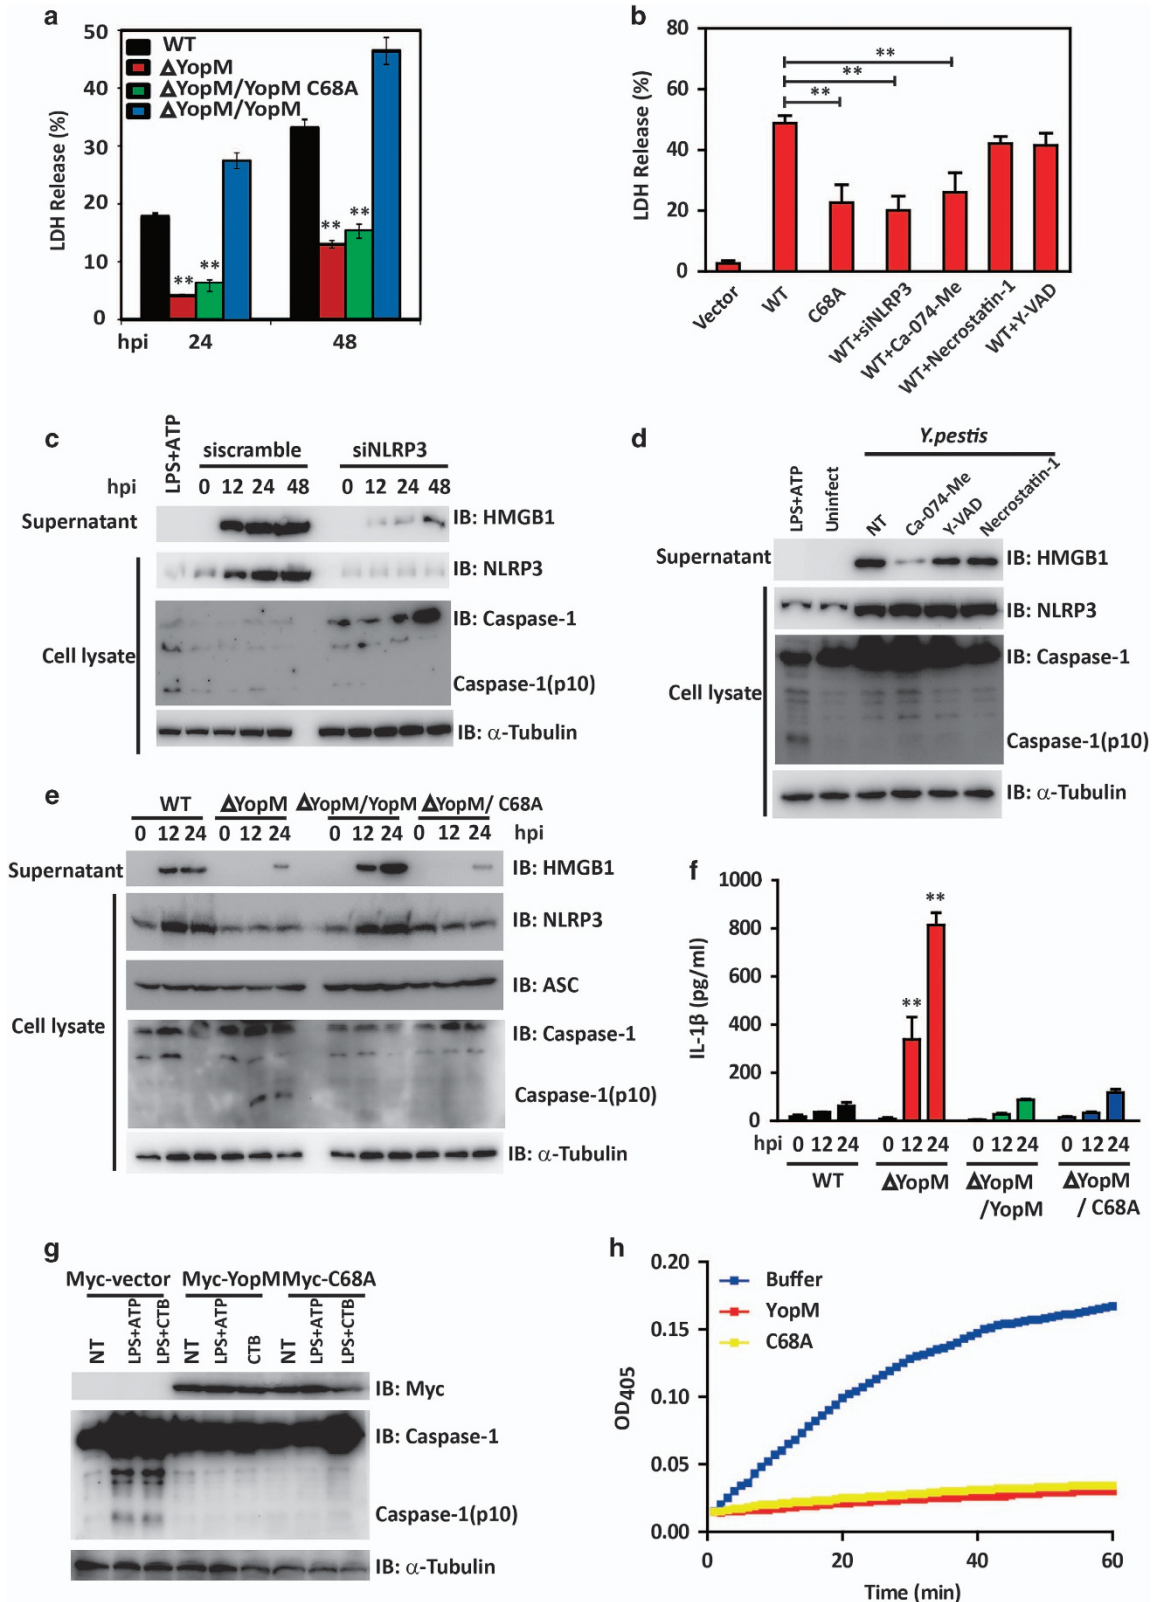 a
LDH Release (%)
50
40
30
20
10
0
WT
ΔYopM
ΔYopM/YopM C68A
ΔYopM/YopM
** **
** **
hpi 24 48
b
LDH Release (%)
80
60
40
20
0
**
**
**
Vector
WT
C68A
WT+siNLRP3
WT+Ca-074-Me
WT+Necrostatin-1
WT+Y-VAD
c
LPS+ATP
siscramble siNLRP3
hpi 0 12 24 48 0 12 24 48
Supernatant IB: HMGB1
IB: NLRP3
IB: Caspase-1
Cell lysate
Caspase-1(p10)
IB: α-Tubulin
d
Y.pestis
LPS+ATP
Uninfect
NT
Ca-074-Me
Y-VAD
Necrostatin-1
Supernatant IB: HMGB1
IB: NLRP3
IB: Caspase-1
Cell lysate
Caspase-1(p10)
IB: α-Tubulin
e
WT ΔYopM ΔYopM/YopM ΔYopM/ C68A
0 12 24 0 12 24 0 12 24 0 12 24 hpi
Supernatant IB: HMGB1
IB: NLRP3
IB: ASC
Cell lysate IB: Caspase-1
Caspase-1(p10)
IB: α-Tubulin
f
IL-1β (pg/ml)
1000
800
600
400
200
0
**
**
hpi 0 12 24 0 12 24 0 12 24 0 12 24
WT ΔYopM ΔYopM /YopM ΔYopM / C68A
g
Myc-vector Myc-YopM Myc-C68A
NT
LPS+ATP
LPS+CTB
NT
LPS+ATP
CTB
NT
LPS+ATP
LPS+CTB
IB: Myc
IB: Caspase-1
Caspase-1(p10)
IB: α-Tubulin
h
OD405
0.20
0.15
0.10
0.05
0.00
Buffer
YopM
C68A
0 20 40 60
Time (min)